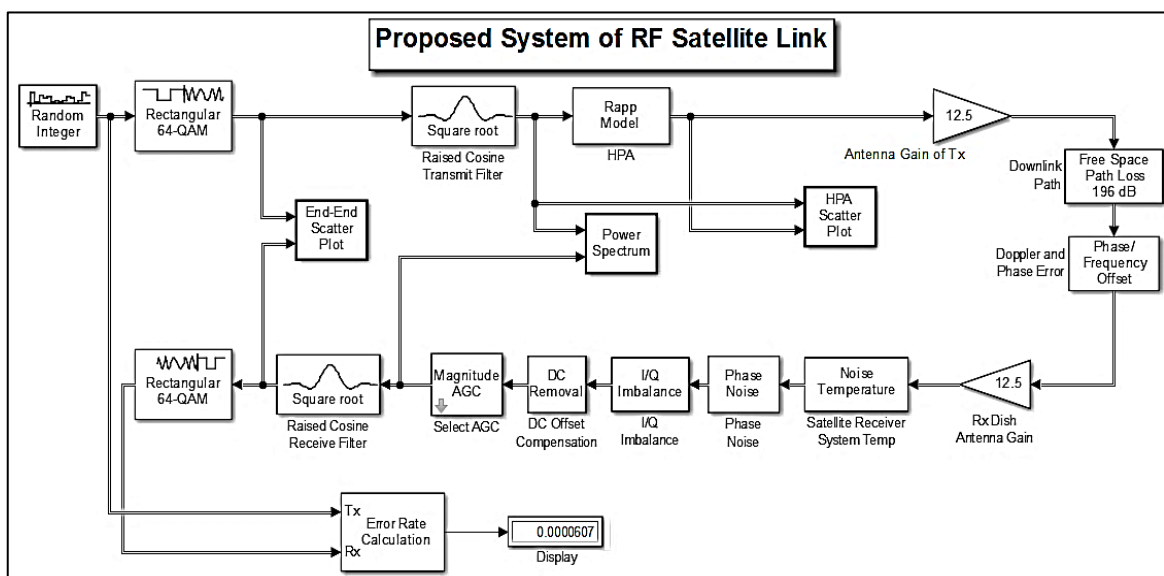 Proposed System of RF Satellite Link
Random
Integer
Rectangular
64-QAM
Square root
Raised Cosine
Transmit Filter
Rapp
Model
HPA
12.5
Antenna Gain of Tx
Downlink
Path
Free Space
Path Loss
196 dB
End-End
Scatter
Plot
Power
Spectrum
HPA
Scatter
Plot
Doppler and
Phase Error
Phase/
Frequency
Offset
Rectangular
64-QAM
Square root
Raised Cosine
Receive Filter
Magnitude
AGC
Select AGC
DC
Removal
DC Offset
Compensation
I/Q
Imbalance
I/Q
Imbalance
Phase
Noise
Phase
Noise
Noise
Temperature
Satellite Receiver
System Temp
12.5
Rx Dish
Antenna Gain
Tx
Rx
Error Rate
Calculation
0.0000607
Display